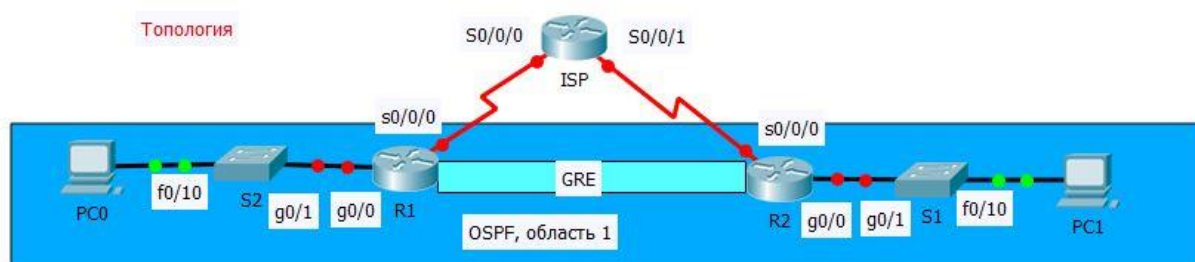 Топология
S0/0/0
S0/0/1
ISP
s0/0/0
s0/0/0
GRE
PC0
f0/10
S2
g0/1
g0/0
R1
OSPF, область 1
R2
g0/0
g0/1
S1
f0/10
PC1